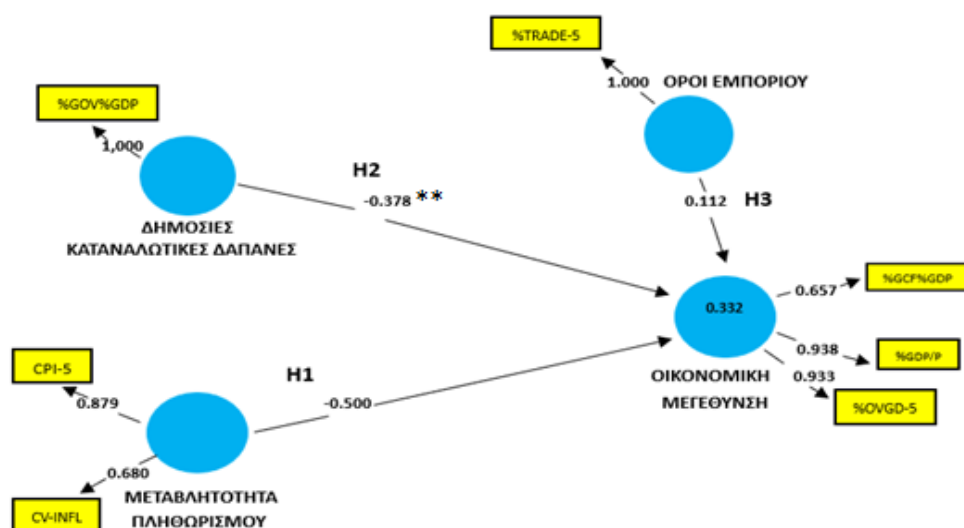 %TRADE-5
1.000
ΟΡΟΙ ΕΜΠΟΡΙΟΥ
%GOV%GDP
1,000
H2
-0.378 **
0.112
H3
ΔΗΜΟΣΙΕΣ
ΚΑΤΑΝΑΛΩΤΙΚΕΣ ΔΑΠΑΝΕΣ
0.332
0.657
%GCF%GDP
0.938
%GDP/P
0.933
%OVGD-5
ΟΙΚΟΝΟΜΙΚΗ
ΜΕΓΕΘΥΝΣΗ
CPI-5
0.879
H1
-0.500
0.680
CV-INFL
ΜΕΤΑΒΛΗΤΟΤΗΤΑ
ΠΛΗΘΩΡΙΣΜΟΥ